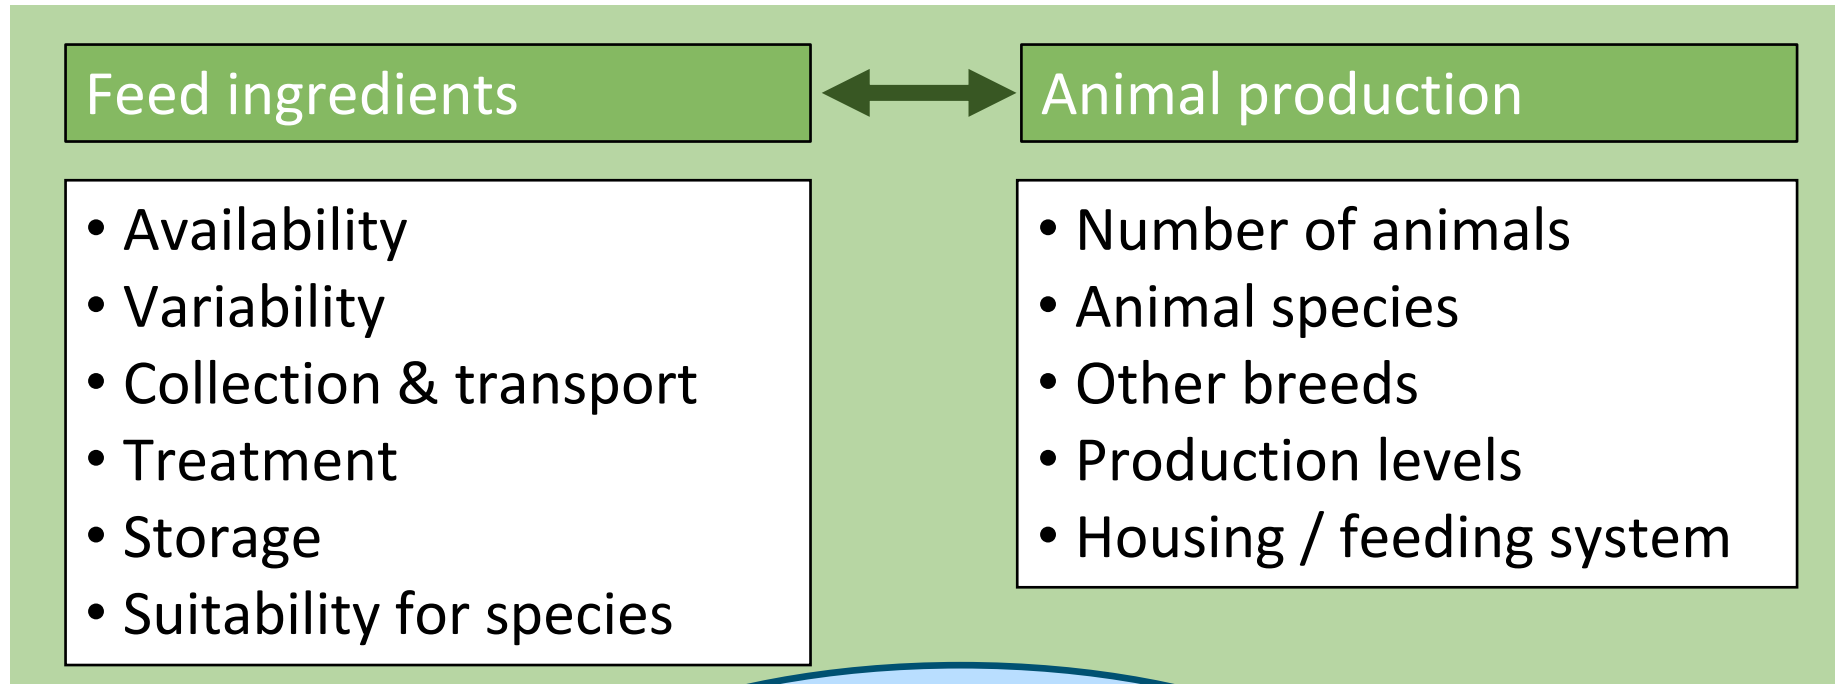 Feed ingredients
• Availability
• Variability
• Collection & transport
• Treatment
• Storage
• Suitability for species
Animal production
• Number of animals
• Animal species
• Other breeds
• Production levels
• Housing / feeding system